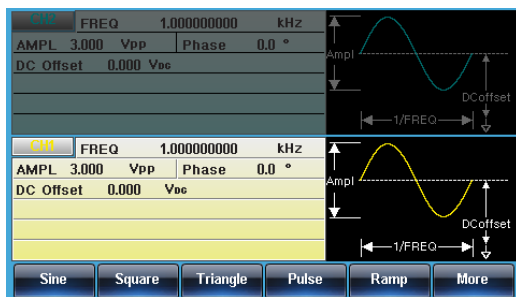 CH2 FREQ 1.000000000 kHz
AMPL 3.000 Vpp Phase 0.0 °
DC Offset 0.000 VDC
Ampl
DCoffset
1/FREQ
CH1 FREQ 1.000000000 kHz
AMPL 3.000 Vpp Phase 0.0 °
DC Offset 0.000 VDC
Ampl
DCoffset
1/FREQ
Sine Square Triangle Pulse Ramp More